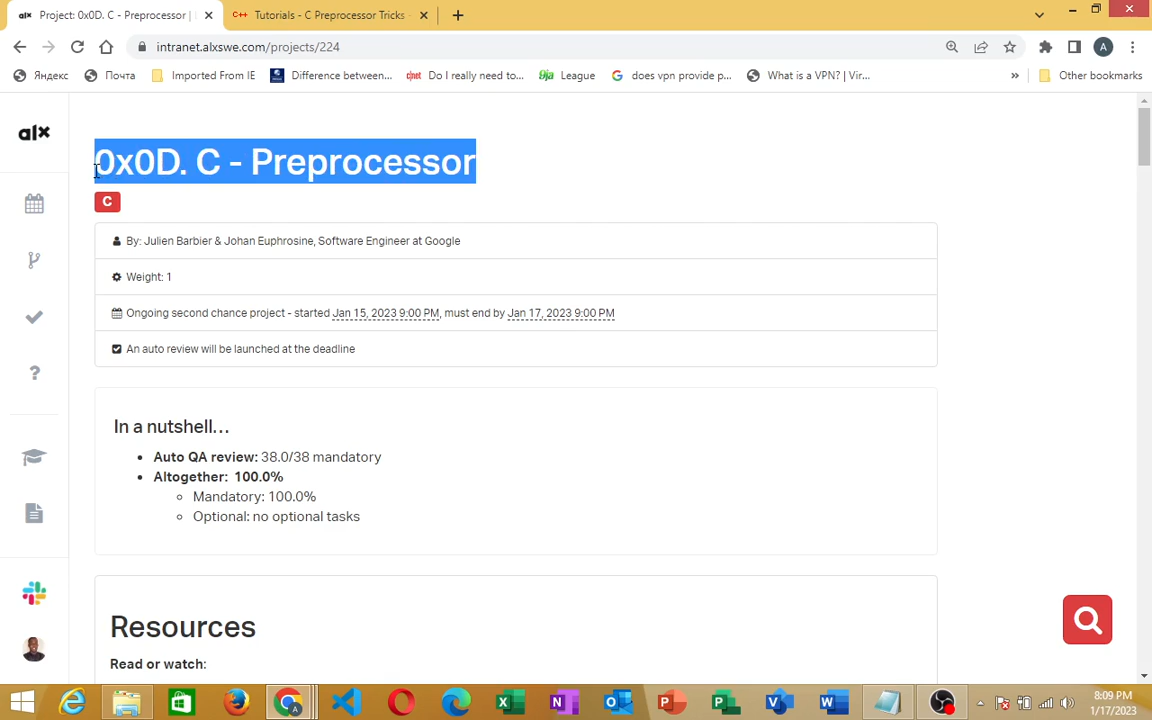 alx Project: 0x0D. C - Preprocessor |
C++ Tutorials - C Preprocessor Tricks
intranet.alxswe.com/projects/224
A
Яндекс
Почта
Imported From IE
Difference between...
cnet Do I really need to...
9ja League
does vpn provide p...
What is a VPN? | Vir...
»
Other bookmarks
alx
0x0D. C - Preprocessor
C
By: Julien Barbier & Johan Euphrosine, Software Engineer at Google
Weight: 1
Ongoing second chance project - started Jan 15, 2023 9:00 PM, must end by Jan 17, 2023 9:00 PM
An auto review will be launched at the deadline
In a nutshell…
Auto QA review: 38.0/38 mandatory
Altogether: 100.0%
Mandatory: 100.0%
Optional: no optional tasks
Resources
Read or watch:
8:09 PM
1/17/2023